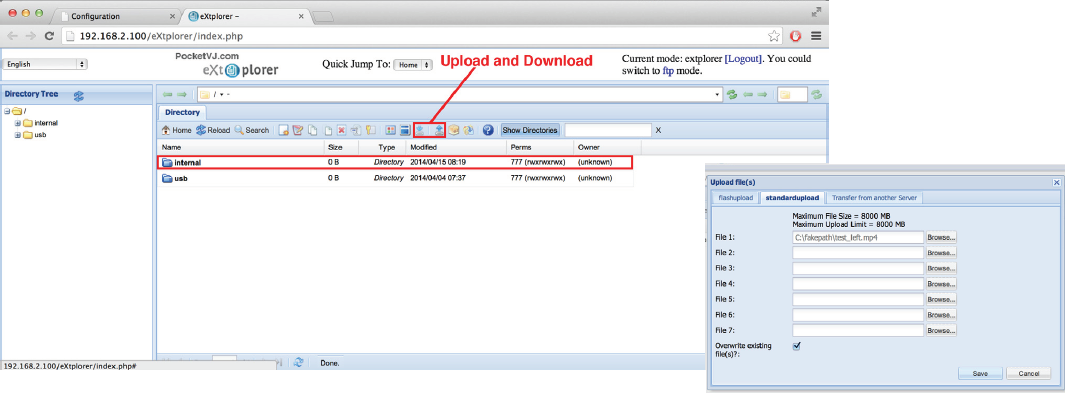 Configuration
eXtplorer –
192.168.2.100/eXtplorer/index.php
English
PocketVJ.com
eXtplorer
Quick Jump To: Home
Upload and Download
Current mode: extplorer [Logout]. You could
switch to ftp mode.
Directory Tree
/
internal
usb
/
Directory
Home Reload Search Show Directories X
Name Size Type Modified Perms Owner
internal 0 B Directory 2014/04/15 08:19 777 (rwxrwxrwx) (unknown)
usb 0 B Directory 2014/04/04 07:37 777 (rwxrwxrwx) (unknown)
Done.
192.168.2.100/eXtplorer/index.php#
Upload file(s)
flashupload standardupload Transfer from another Server
Maximum File Size = 8000 MB
Maximum Upload Limit = 8000 MB
File 1: C:\fakepath\test_left.mp4 Browse...
File 2: Browse...
File 3: Browse...
File 4: Browse...
File 5: Browse...
File 6: Browse...
File 7: Browse...
Overwrite existing
file(s)?:
Save Cancel